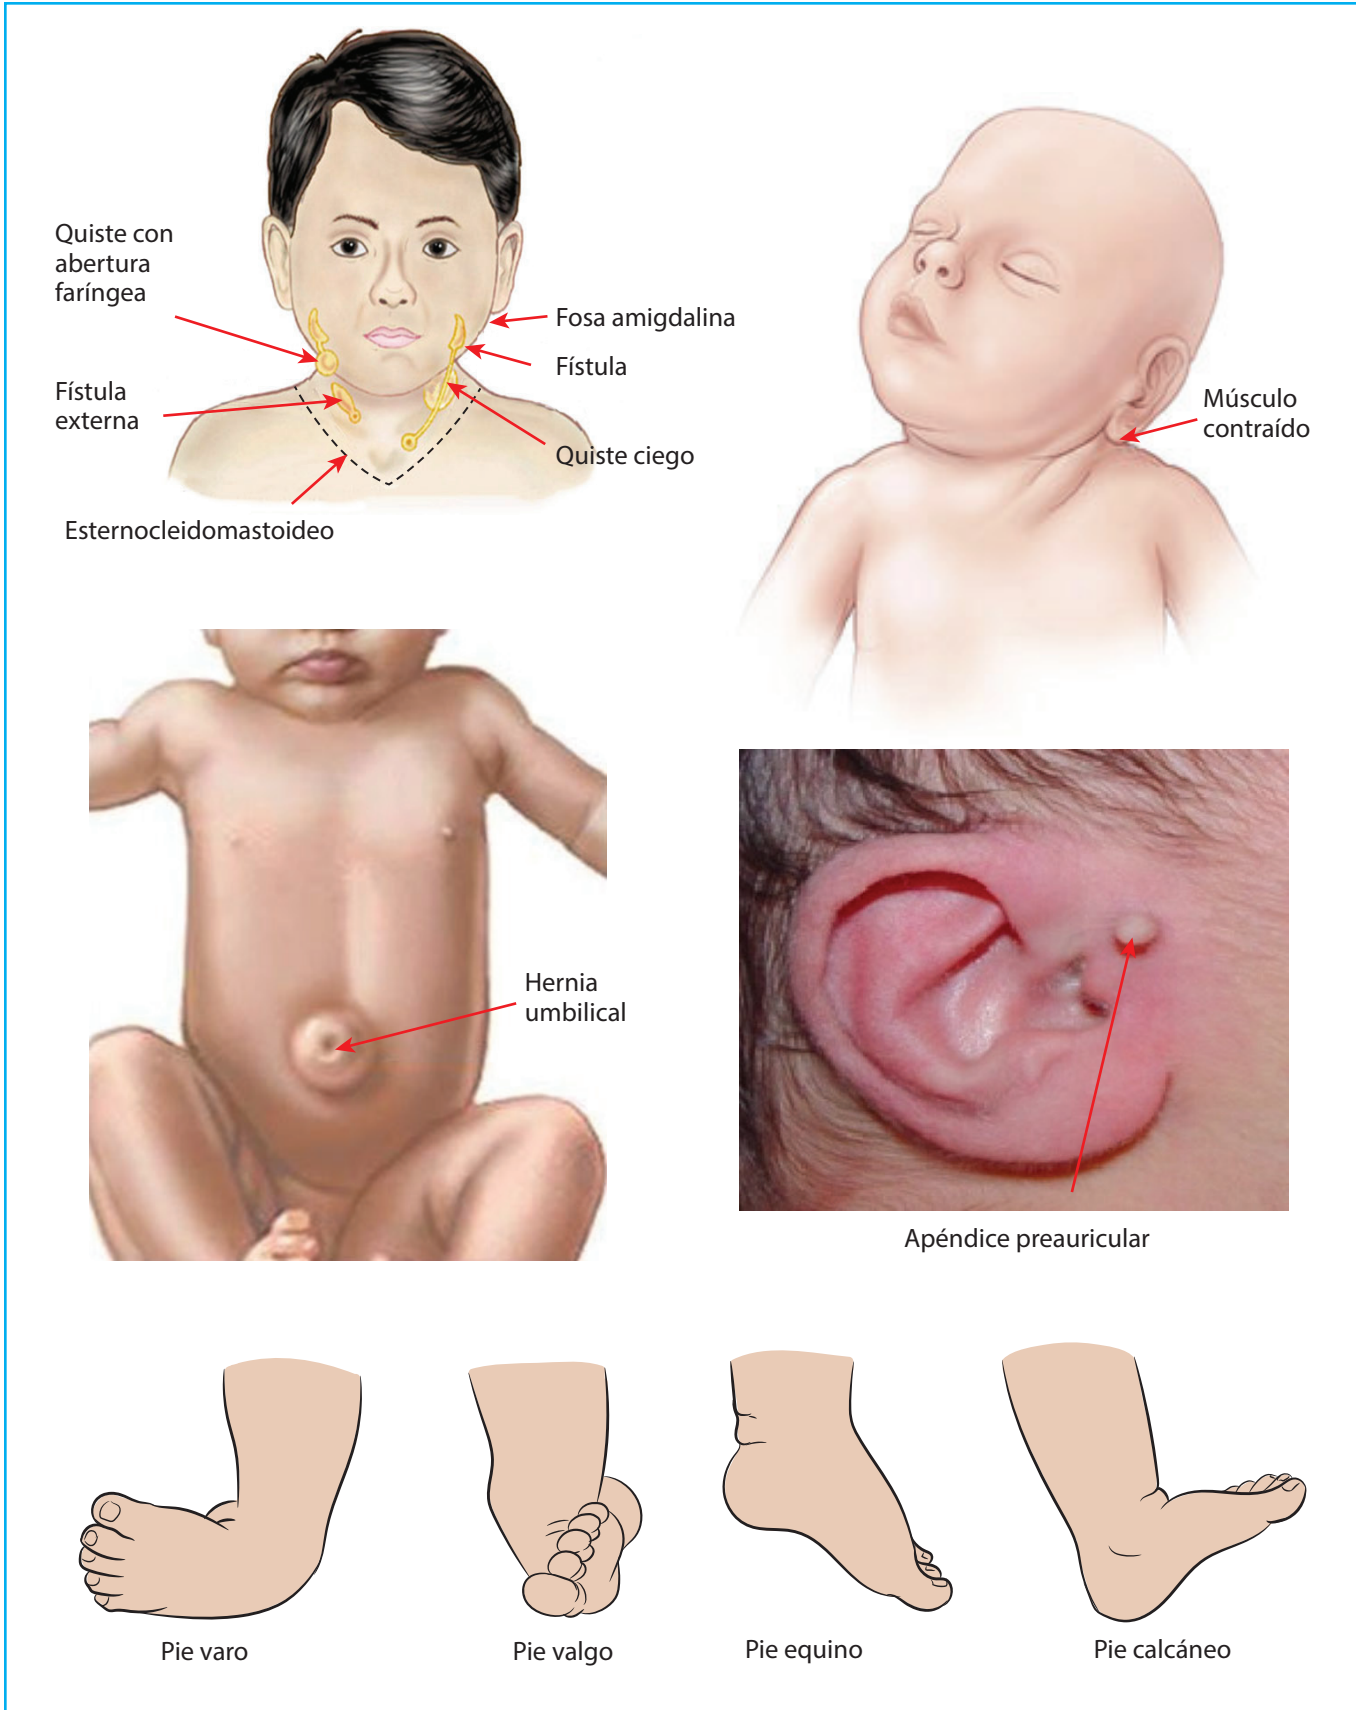 Quiste con
abertura
faríngea
Fístula
externa
Esternocleidomastoideo
Fosa amigdalina
Fístula
Quiste ciego
Músculo
contraído
Hernia
umbilical
Apéndice preauricular
Pie varo
Pie valgo
Pie equino
Pie calcáneo